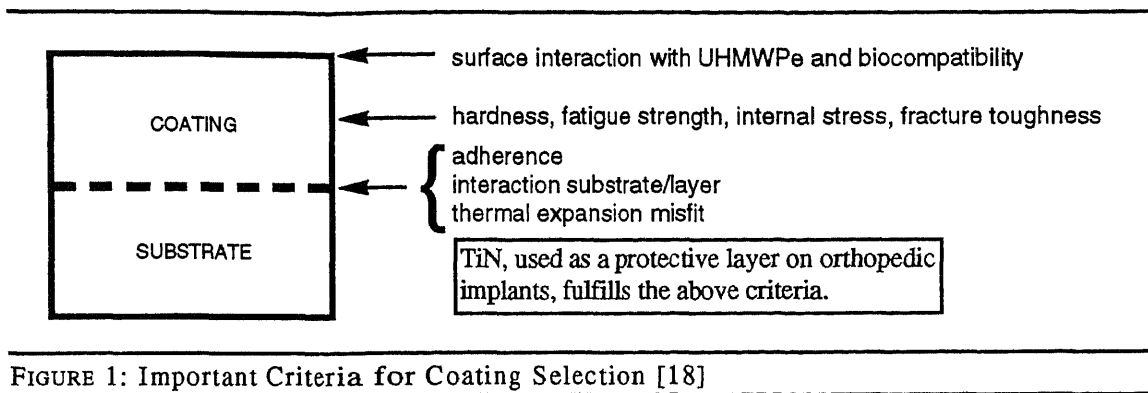 surface interaction with UHMWPe and biocompatibility
COATING
hardness, fatigue strength, internal stress, fracture toughness
adherence
interaction substrate/layer
thermal expansion misfit
SUBSTRATE
TiN, used as a protective layer on orthopedic
implants, fulfills the above criteria.
FIGURE 1: Important Criteria for Coating Selection [18]